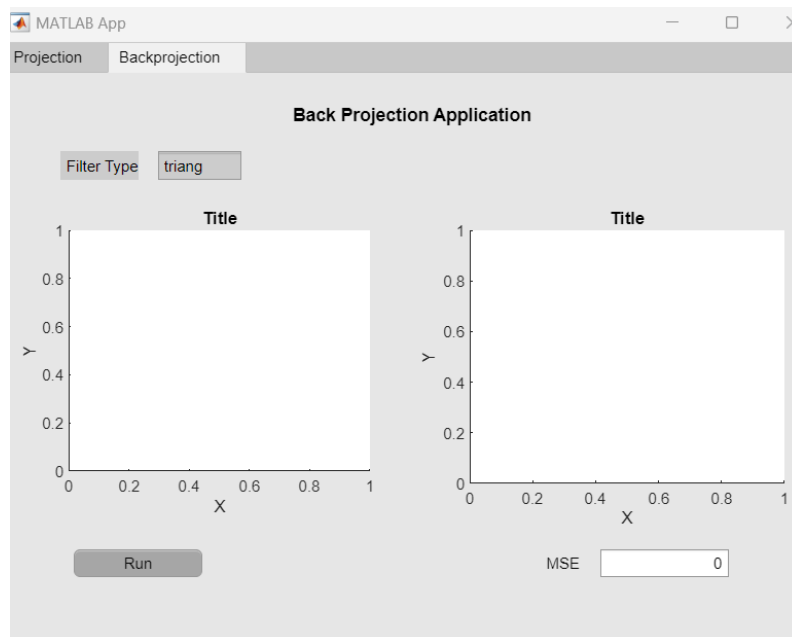 MATLAB App
Projection Backprojection
Back Projection Application
Filter Type triang
Title
1
0.8
0.6
0.4
0.2
0
Y
0 0.2 0.4 0.6 0.8 1
X
Title
1
0.8
0.6
0.4
0.2
0
Y
0 0.2 0.4 0.6 0.8 1
X
Run
MSE 0